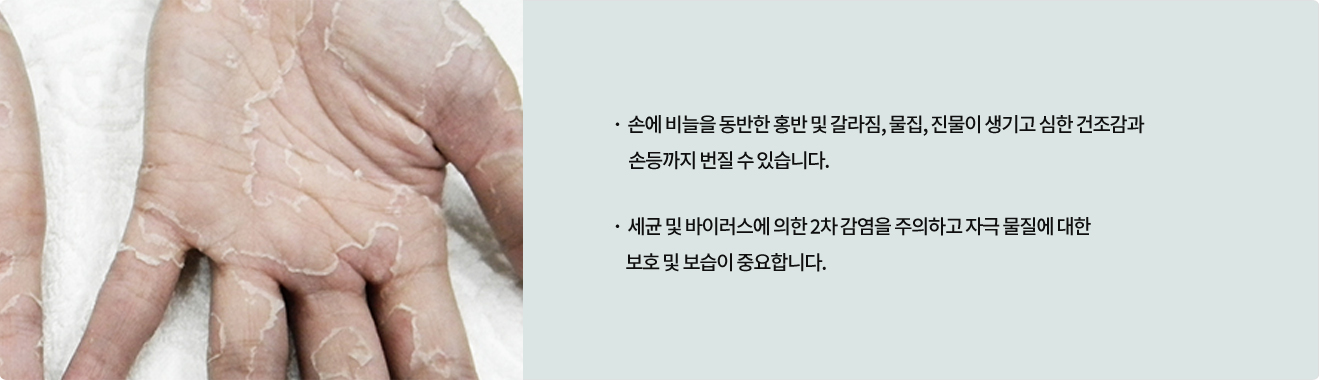 · 손에 비늘을 동반한 홍반 및 갈라짐, 물집, 진물이 생기고 심한 건조감과
손등까지 번질 수 있습니다.
· 세균 및 바이러스에 의한 2차 감염을 주의하고 자극 물질에 대한
보호 및 보습이 중요합니다.